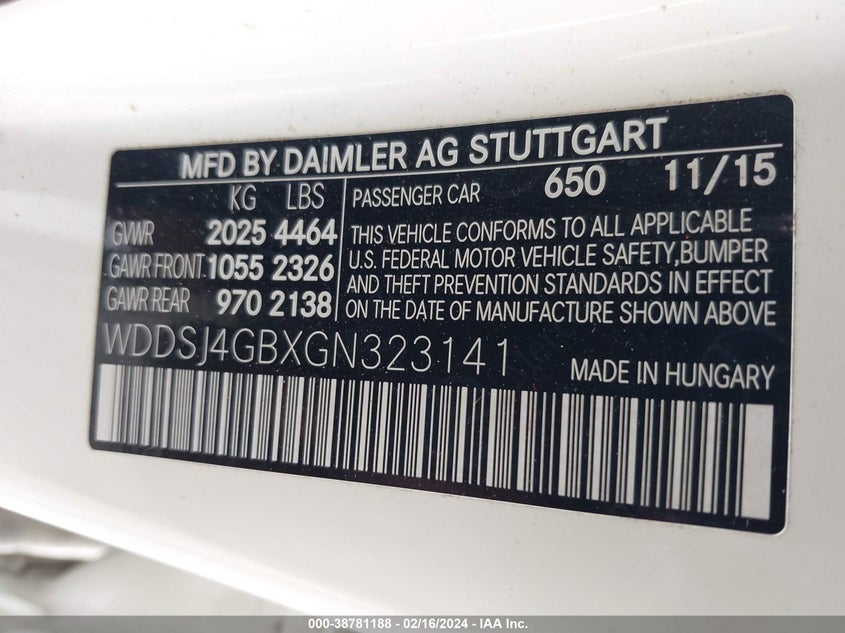 MFD BY DAIMLER AG STUTTGART
KG LBS
GVWR 2025 4464
GAWR FRONT 1055 2326
GAWR REAR 970 2138
PASSENGER CAR 650 11/15
THIS VEHICLE CONFORMS TO ALL APPLICABLE
U.S. FEDERAL MOTOR VEHICLE SAFETY,BUMPER
AND THEFT PREVENTION STANDARDS IN EFFECT
ON THE DATE OF MANUFACTURE SHOWN ABOVE
WDDSJ4GBXGN323141
MADE IN HUNGARY
000-38781188 - 02/16/2024 - IAA Inc.